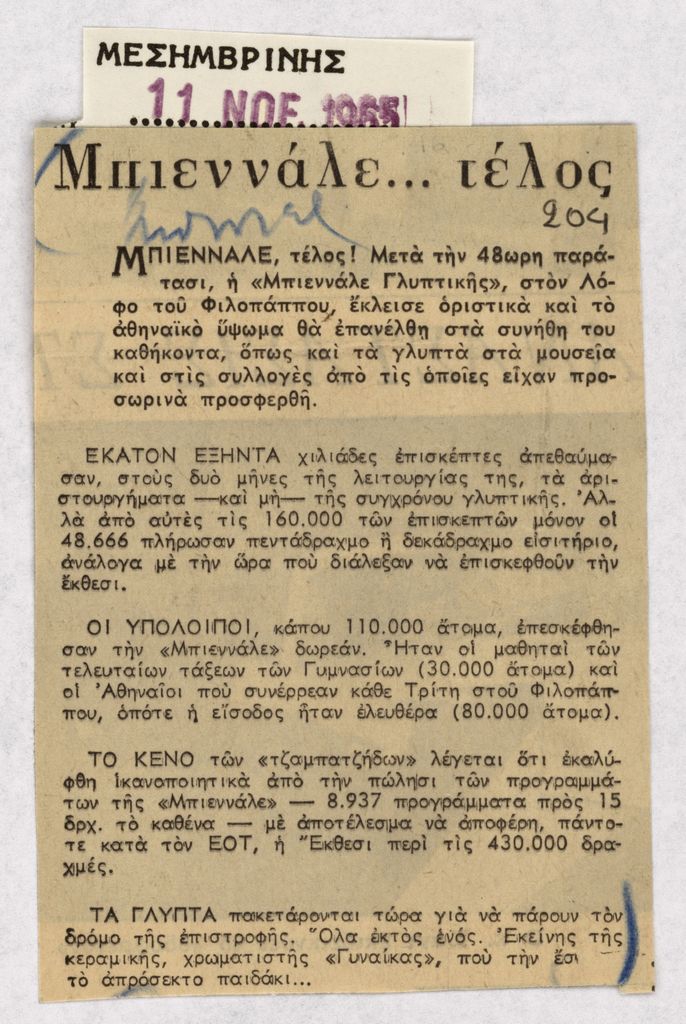 ΜΕΣΗΜΒΡΙΝΗΣ
11 ΝΟΕ. 1965
Μπιεννάλε... τέλος
204
ΜΠΙΕΝΝΑΛΕ, τέλος! Μετὰ τὴν 48ωρη παρά-
τασι, ἡ «Μπιεννάλε Γλυπτικῆς», στὸν Λό-
φο τοῦ Φιλοπάππου, ἔκλεισε ὁριστικὰ καὶ τὸ
ἀθηναϊκὸ ὕψωμα θὰ ἐπανέλθη στὰ συνήθη του
καθήκοντα, ὅπως καὶ τὰ γλυπτὰ στὰ μουσεῖα
καὶ στὶς συλλογὲς ἀπὸ τὶς ὁποῖες εἶχαν προ-
σωρινὰ προσφερθῆ.
ΕΚΑΤΟΝ ΕΞΗΝΤΑ χιλιάδες ἐπισκέπτες ἀπεθαύμα-
σαν, στοὺς δυὸ μῆνες τῆς λειτουργίας της, τὰ ἀρι-
στουργήματα —καὶ μὴ— τῆς συγχρόνου γλυπτικῆς. Ἀλ-
λὰ ἀπὸ αὐτὲς τὶς 160.000 τῶν ἐπισκεπτῶν μόνον οἱ
48.666 πλήρωσαν πεντάδραχμο ἢ δεκάδραχμο εἰσιτήριο,
ἀνάλογα μὲ τὴν ὥρα ποὺ διάλεξαν νὰ ἐπισκεφθοῦν τὴν
ἔκθεσι.
ΟΙ ΥΠΟΛΟΙΠΟΙ, κάπου 110.000 ἄτομα, ἐπεσκέφθη-
σαν τὴν «Μπιεννάλε» δωρεάν. Ἦταν οἱ μαθηταὶ τῶν
τελευταίων τάξεων τῶν Γυμνασίων (30.000 ἄτομα) καὶ
οἱ Ἀθηναῖοι ποὺ συνέρρεαν κάθε Τρίτη στοῦ Φιλοπάπ-
που, ὁπότε ἡ εἴσοδος ἦταν ἐλευθέρα (80.000 ἄτομα).
ΤΟ ΚΕΝΟ τῶν «τζαμπατζήδων» λέγεται ὅτι ἐκαλύ-
φθη ἱκανοποιητικὰ ἀπὸ τὴν πώλησι τῶν προγραμμά-
των τῆς «Μπιεννάλε» — 8.937 προγράμματα πρὸς 15
δρχ. τὸ καθένα — μὲ ἀποτέλεσμα νὰ ἀποφέρη, πάντο-
τε κατὰ τὸν ΕΟΤ, ἡ Ἔκθεσι περὶ τὶς 430.000 δρα-
χμές.
ΤΑ ΓΛΥΠΤΑ πακετάρονται τώρα γιὰ νὰ πάρουν τὸν
δρόμο τῆς ἐπιστροφῆς. Ὅλα ἐκτὸς ἑνός. Ἐκείνης τῆς
κεραμικῆς, χρωματιστῆς «Γυναίκας», ποὺ τὴν
τὸ ἀπρόσεκτο παιδάκι...